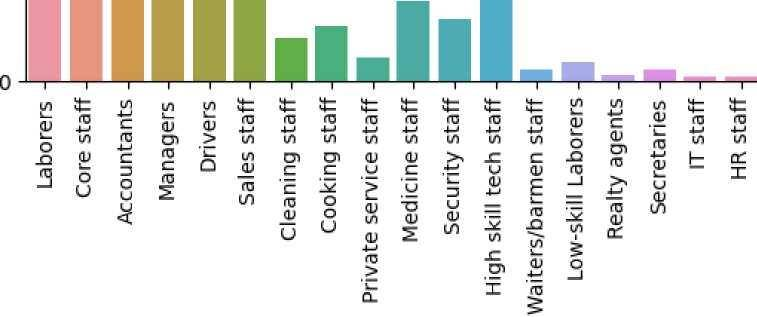 0
Laborers
Core staff
Accountants
Managers
Drivers
Sales staff
Cleaning staff
Cooking staff
Private service staff
Medicine staff
Security staff
High skill tech staff
Waiters/barmen staff
Low-skill Laborers
Realty agents
Secretaries
IT staff
HR staff